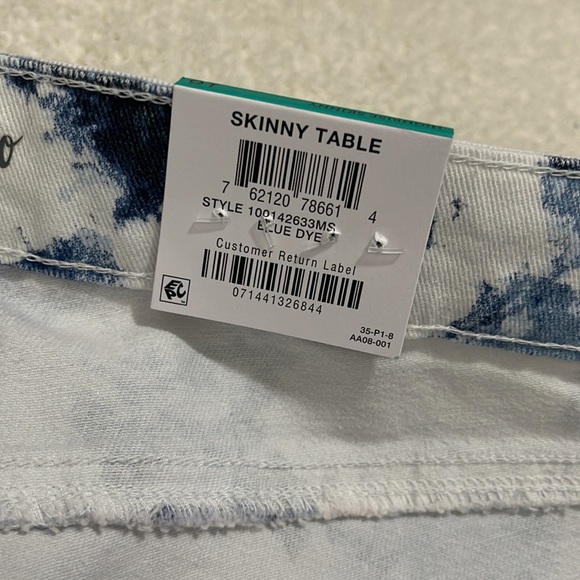 SKINNY TABLE
7 62120 78661 4
STYLE 100142633MS
BLUE DYE
Customer Return Label
071441326844
EPC
35-P1-8
AA08-001